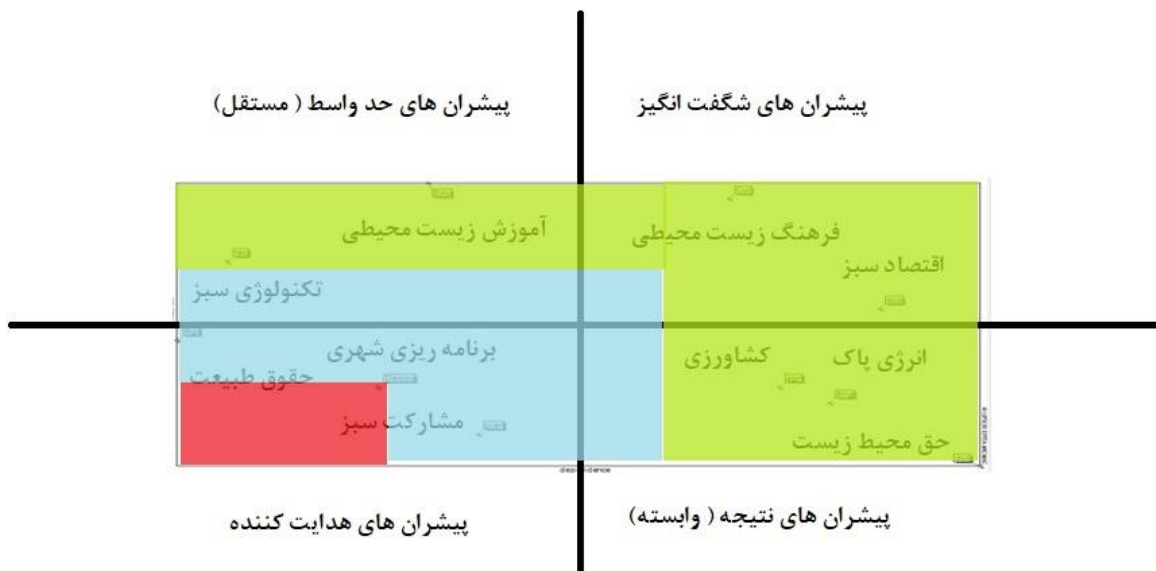 پیشران های شگفت انگیز
پیشران های حد واسط ( مستقل)
فرهنگ زیست محیطی
آموزش زیست محیطی
اقتصاد سبز
تکنولوژی سبز
انرژی پاک
کشاورزی
برنامه ریزی شهری
حقوق طبیعت
مشارکت سبز
حق محیط زیست
dependence
پیشران های نتیجه ( وابسته)
پیشران های هدایت کننده